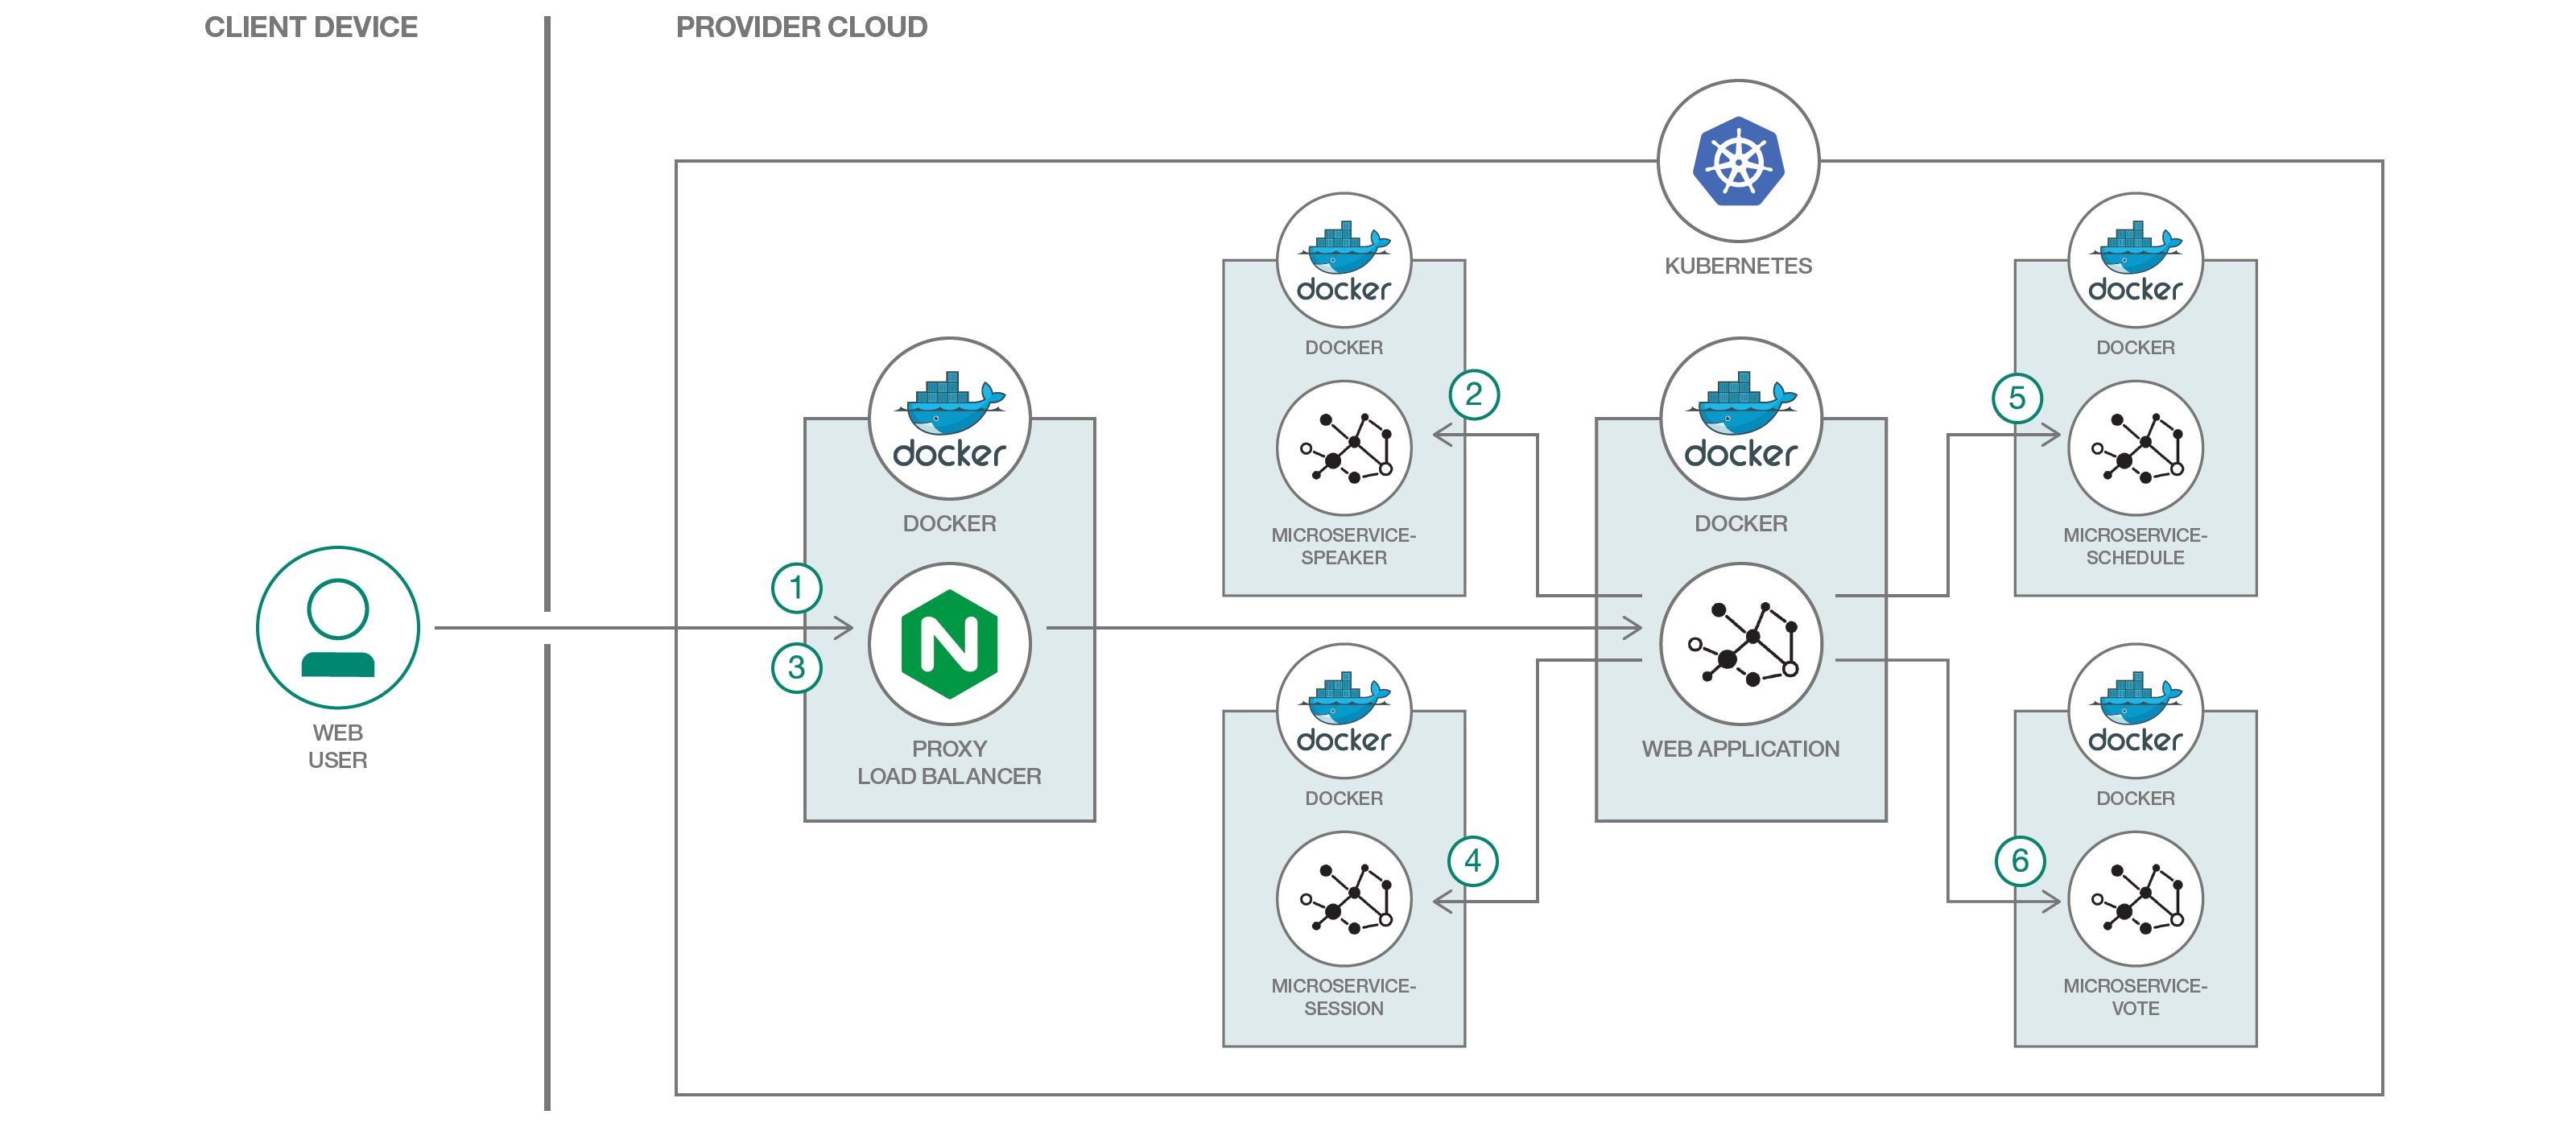 CLIENT DEVICE
PROVIDER CLOUD
KUBERNETES
docker
DOCKER
2
MICROSERVICE-
SPEAKER
docker
DOCKER
5
MICROSERVICE-
SCHEDULE
docker
DOCKER
1
3
N
PROXY
LOAD BALANCER
docker
DOCKER
WEB APPLICATION
WEB
USER
docker
DOCKER
4
MICROSERVICE-
SESSION
docker
DOCKER
6
MICROSERVICE-
VOTE